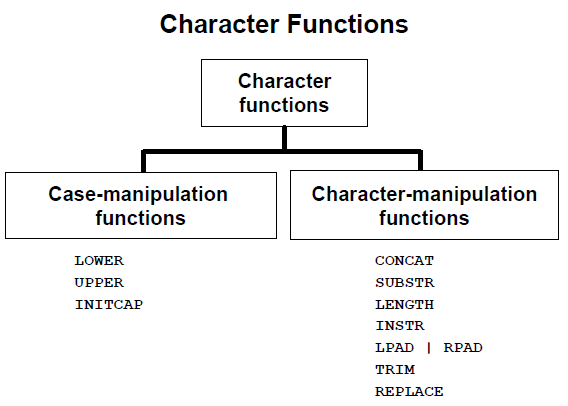 Character Functions
Character
functions
Case-manipulation
functions
LOWER
UPPER
INITCAP
Character-manipulation
functions
CONCAT
SUBSTR
LENGTH
INSTR
LPAD | RPAD
TRIM
REPLACE